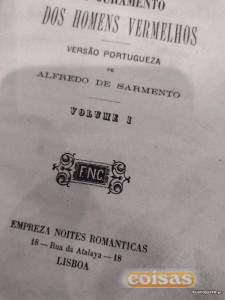 JURAMENTO
DOS HOMENS VERMELHOS
VERSÃO PORTUGUEZA
DE
ALFREDO DE SARMENTO
VOLUME I
F.N.C.
EMPREZA NOITES ROMANTICAS
18 — Rua da Atalaya — 18
LISBOA
coisas